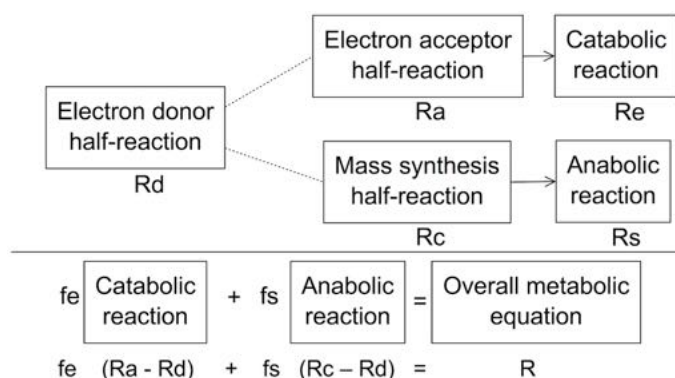 Electron acceptor
half-reaction
Ra
Catabolic
reaction
Re
Electron donor
half-reaction
Rd
Mass synthesis
half-reaction
Rc
Anabolic
reaction
Rs
fe Catabolic reaction + fs Anabolic reaction = Overall metabolic equation
fe (Ra - Rd) + fs (Rc – Rd) = R